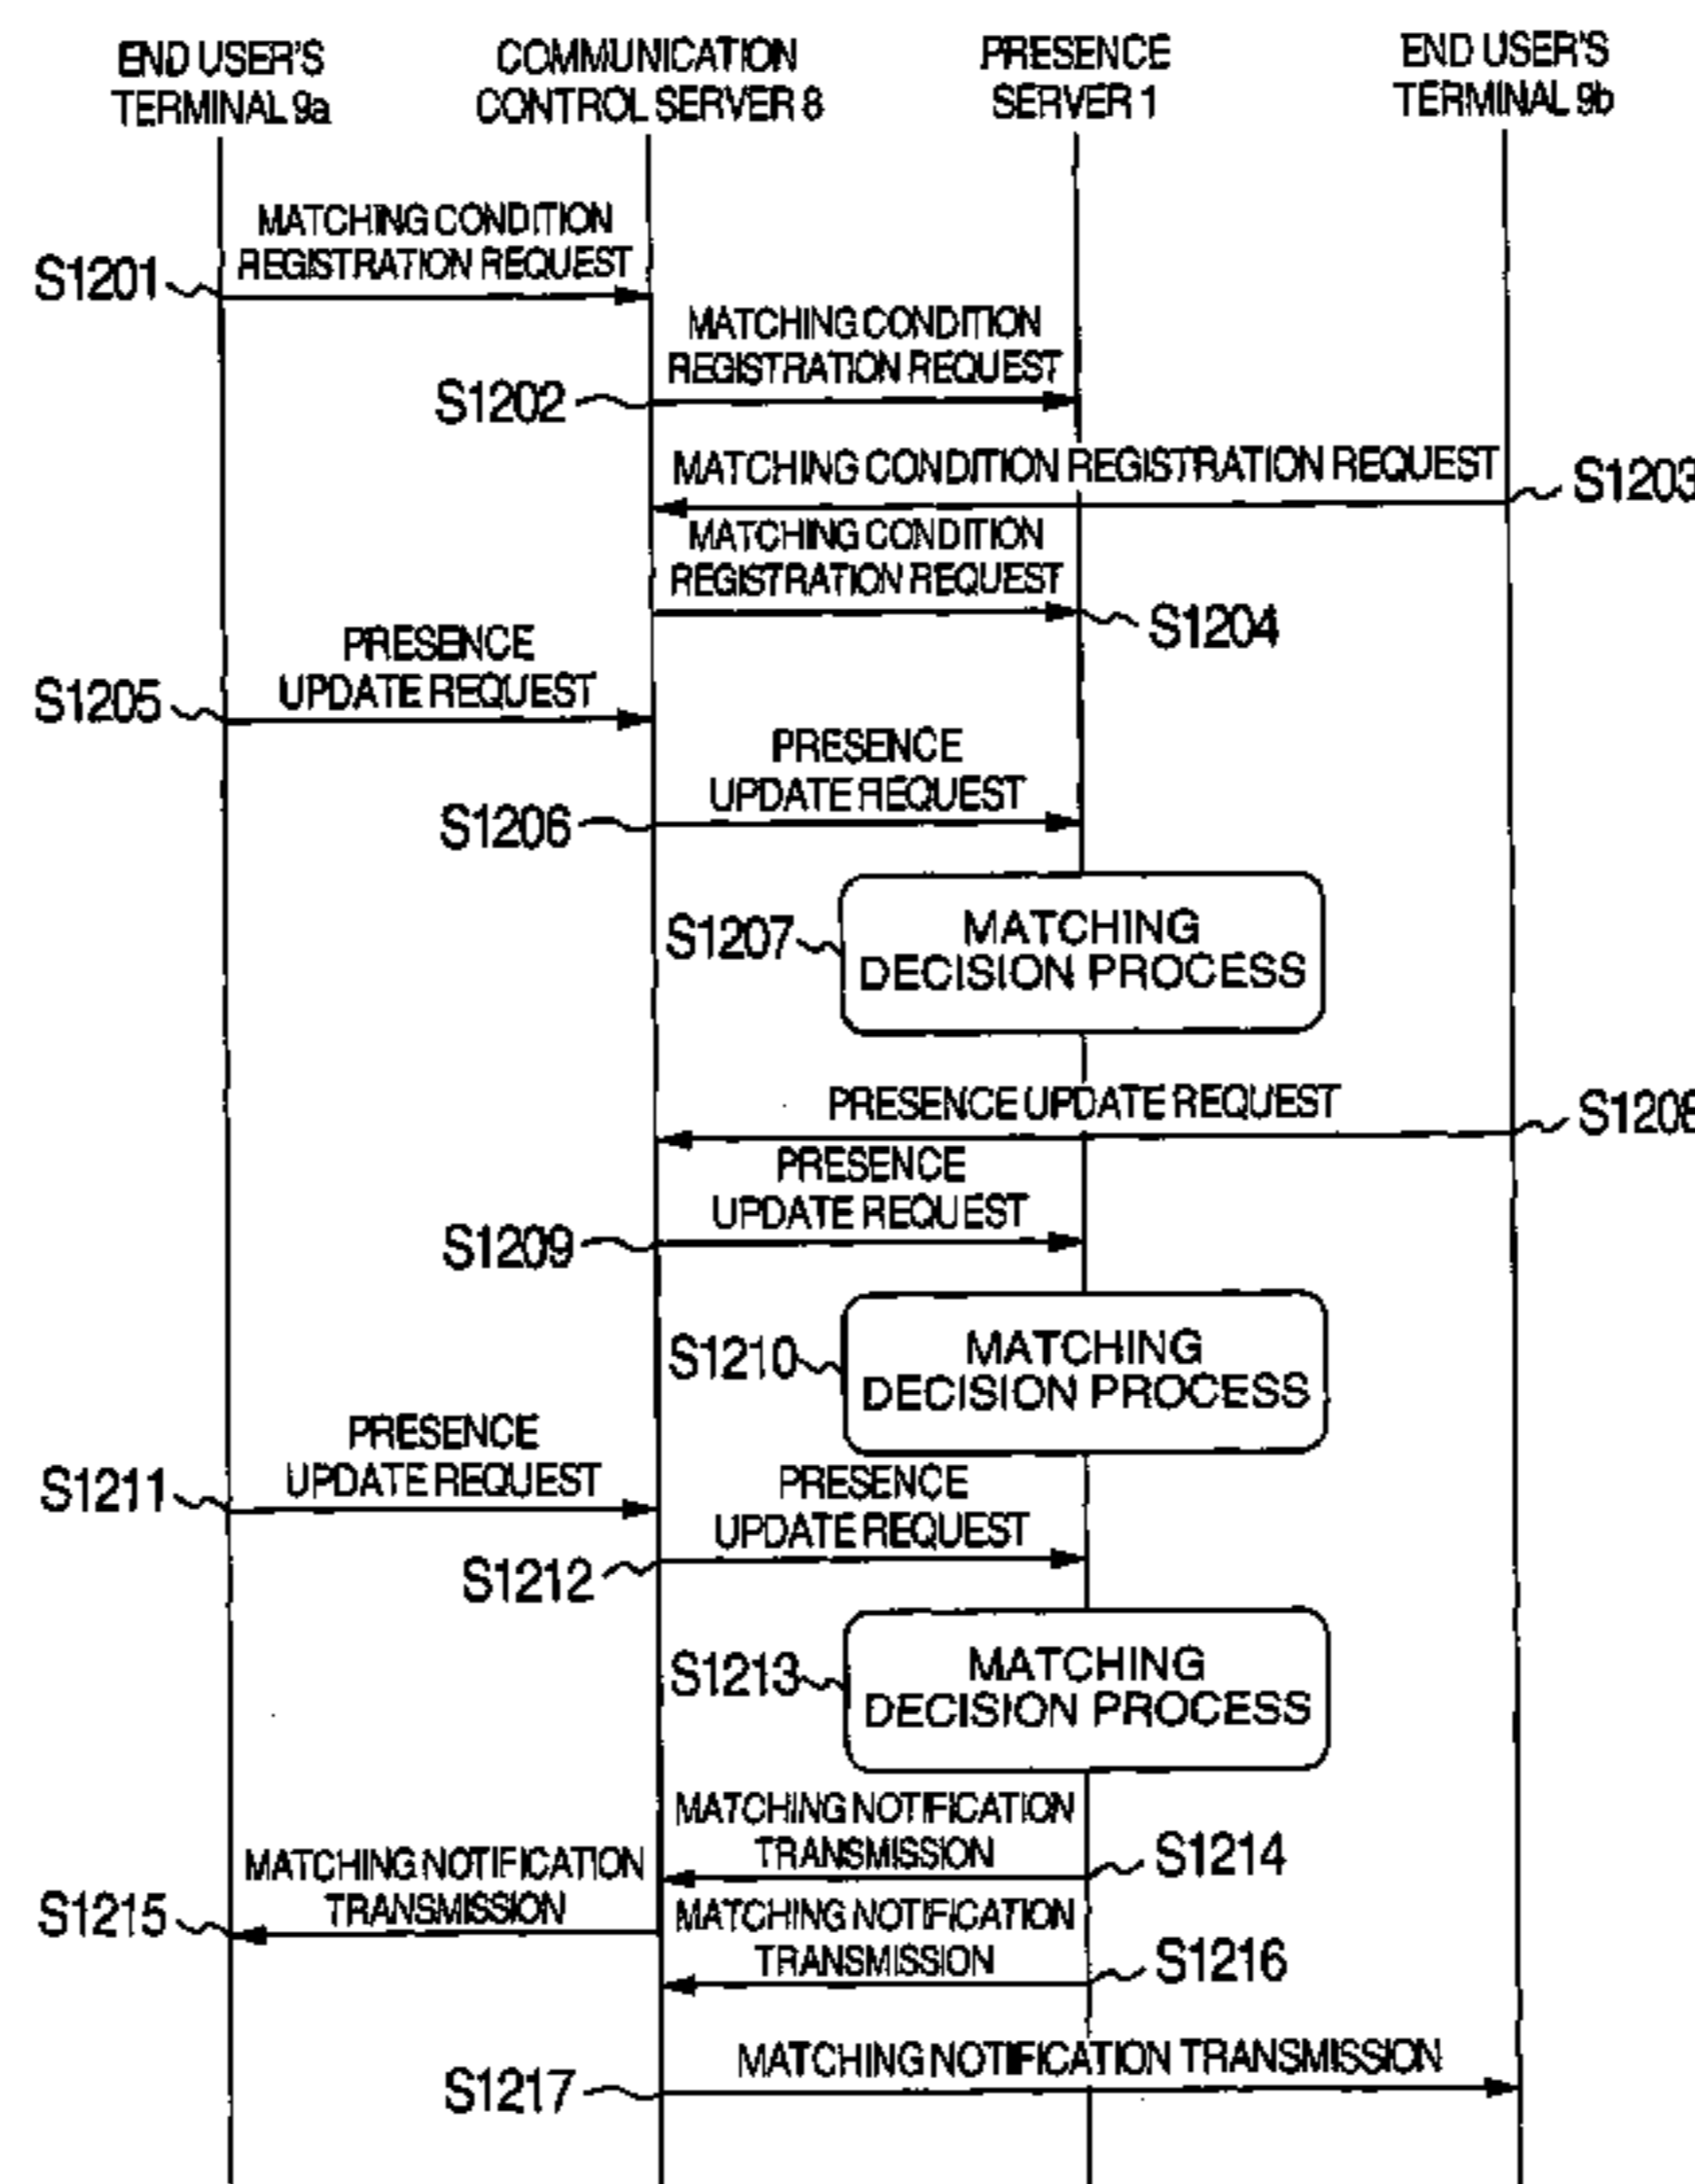 END USER'S
TERMINAL 9a
COMMUNICATION
CONTROL SERVER 8
PRESENCE
SERVER 1
END USER'S
TERMINAL 9b
MATCHING CONDITION
REGISTRATION REQUEST
S1201
MATCHING CONDITION
REGISTRATION REQUEST
S1202
MATCHING CONDITION REGISTRATION REQUEST
S1203
MATCHING CONDITION
REGISTRATION REQUEST
S1204
PRESENCE
UPDATE REQUEST
S1205
PRESENCE
UPDATE REQUEST
S1206
S1207
MATCHING
DECISION PROCESS
PRESENCE UPDATE REQUEST
S1208
PRESENCE
UPDATE REQUEST
S1209
S1210
MATCHING
DECISION PROCESS
PRESENCE
UPDATE REQUEST
S1211
PRESENCE
UPDATE REQUEST
S1212
S1213
MATCHING
DECISION PROCESS
MATCHING NOTIFICATION
TRANSMISSION
S1214
MATCHING NOTIFICATION
TRANSMISSION
S1215
MATCHING NOTIFICATION
TRANSMISSION
S1216
MATCHING NOTIFICATION TRANSMISSION
S1217